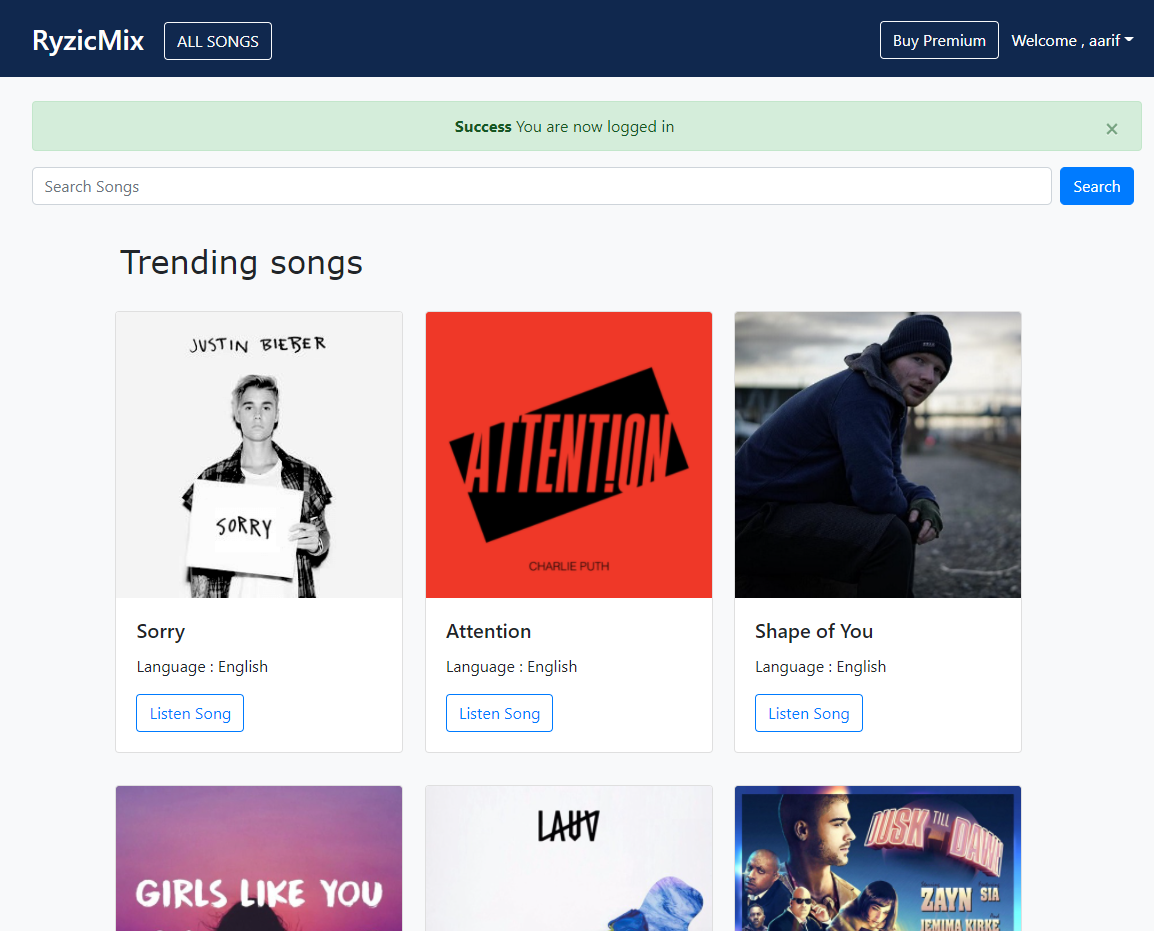 RyzicMix ALL SONGS Buy Premium Welcome , aarif
Success You are now logged in ×
Search Songs Search
Trending songs
JUSTIN BIEBER
SORRY
ATTENT!ON
CHARLIE PUTH
Sorry Attention Shape of You
Language : English Language : English Language : English
Listen Song Listen Song Listen Song
GIRLS LIKE YOU
LAUV
DUSK TILL DAWN
ZAYN SIA
JEMIMA KIRKE